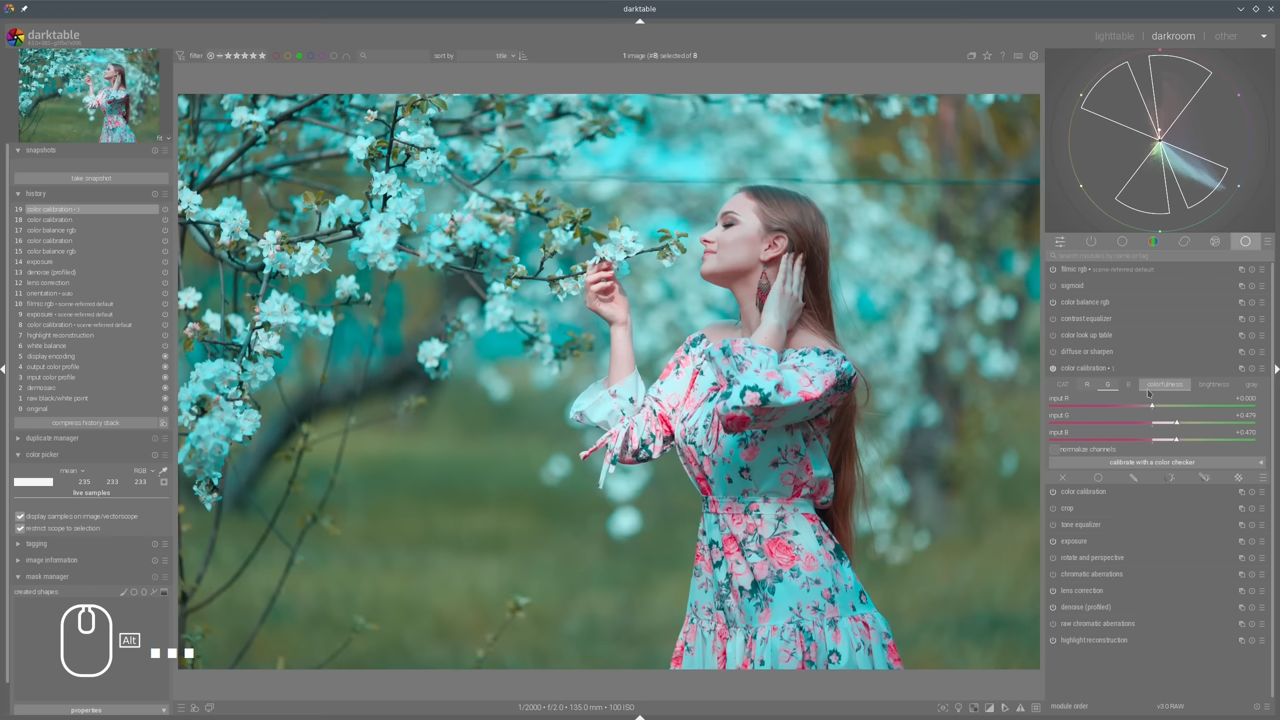 darktable
darktable
lighttable | darkroom | other
filter
sort by
title
1 image (#8) selected of 8
fit
snapshots
take snapshot
history
19 color calibration • 1
18 color calibration
17 color balance rgb
16 color calibration
15 color balance rgb
14 exposure
13 denoise (profiled)
12 lens correction
11 orientation • auto
10 filmic rgb • scene-referred default
9 exposure • scene-referred default
8 color calibration • scene-referred default
7 highlight reconstruction
6 white balance
5 display encoding
4 output color profile
3 input color profile
2 demosaic
1 raw black/white point
0 original
compress history stack
duplicate manager
color picker
mean RGB
235 233 233
live samples
display samples on image/vectorscope
restrict scope to selection
tagging
image information
mask manager
created shapes
Alt
properties
1/2000 • f/2.0 • 135.0 mm • 100 ISO
search modules by name or tag
filmic rgb • scene-referred default
sigmoid
color balance rgb
contrast equalizer
color look up table
diffuse or sharpen
color calibration • 1
CAT R G B colorfulness brightness gray
input R +0.000
input G +0.479
input B +0.470
normalize channels
calibrate with a color checker
color calibration
crop
tone equalizer
exposure
rotate and perspective
chromatic aberrations
lens correction
denoise (profiled)
raw chromatic aberrations
highlight reconstruction
module order v3.0 RAW